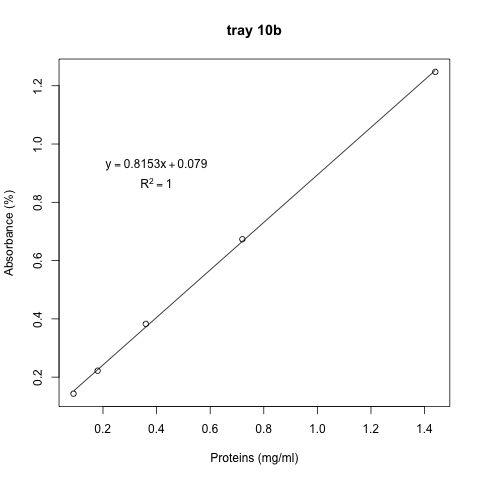 tray 10b
y = 0.8153x + 0.079
R² = 1
Absorbance (%)
1.2
1.0
0.8
0.6
0.4
0.2
0.2 0.4 0.6 0.8 1.0 1.2 1.4
Proteins (mg/ml)